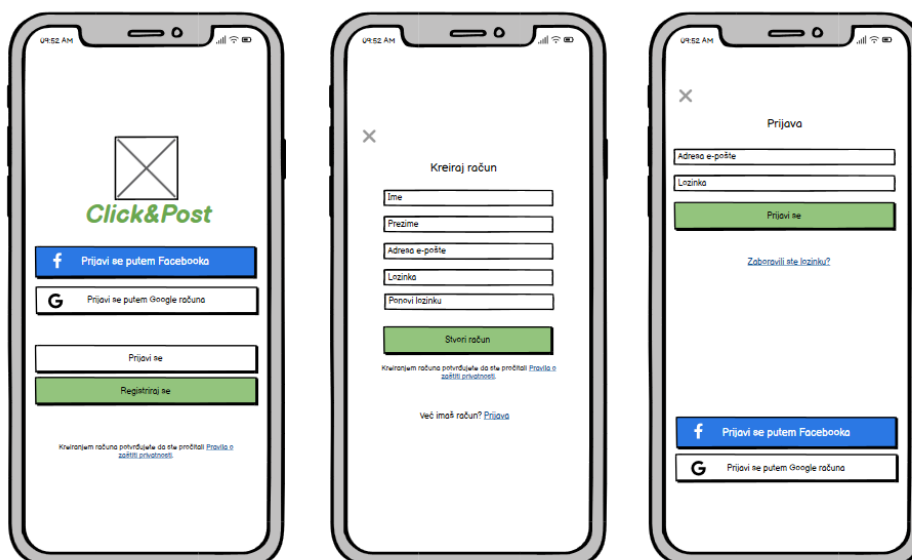 09:52 AM
Click&Post
Prijavi se putem Facebooka
G Prijavi se putem Google računa
Prijavi se
Registriraj se
Kreiranjem računa potvrđujete da ste pročitali Pravila o
zaštiti privatnosti.
09:52 AM
Kreiraj račun
Ime
Prezime
Adresa e-pošte
Lozinka
Ponovi lozinku
Stvori račun
Kreiranjem računa potvrđujete da ste pročitali Pravila o
zaštiti privatnosti.
Već imaš račun? Prijava
09:52 AM
Prijava
Adresa e-pošte
Lozinka
Prijavi se
Zaboravili ste lozinku?
Prijavi se putem Facebooka
G Prijavi se putem Google računa